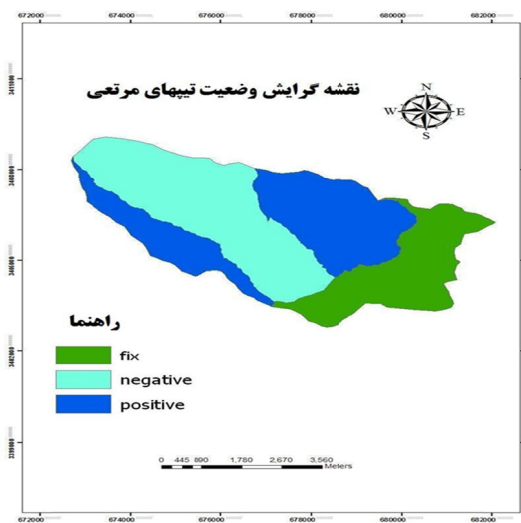 672000 674000 676000 678000 680000 682000
نقشه گرایش وضعیت تیپهای مرتعی
N
W E
S
راهنما
fix
negative
positive
0 445 890 1,780 2,670 3,560
Meters
672000 674000 676000 678000 680000 682000